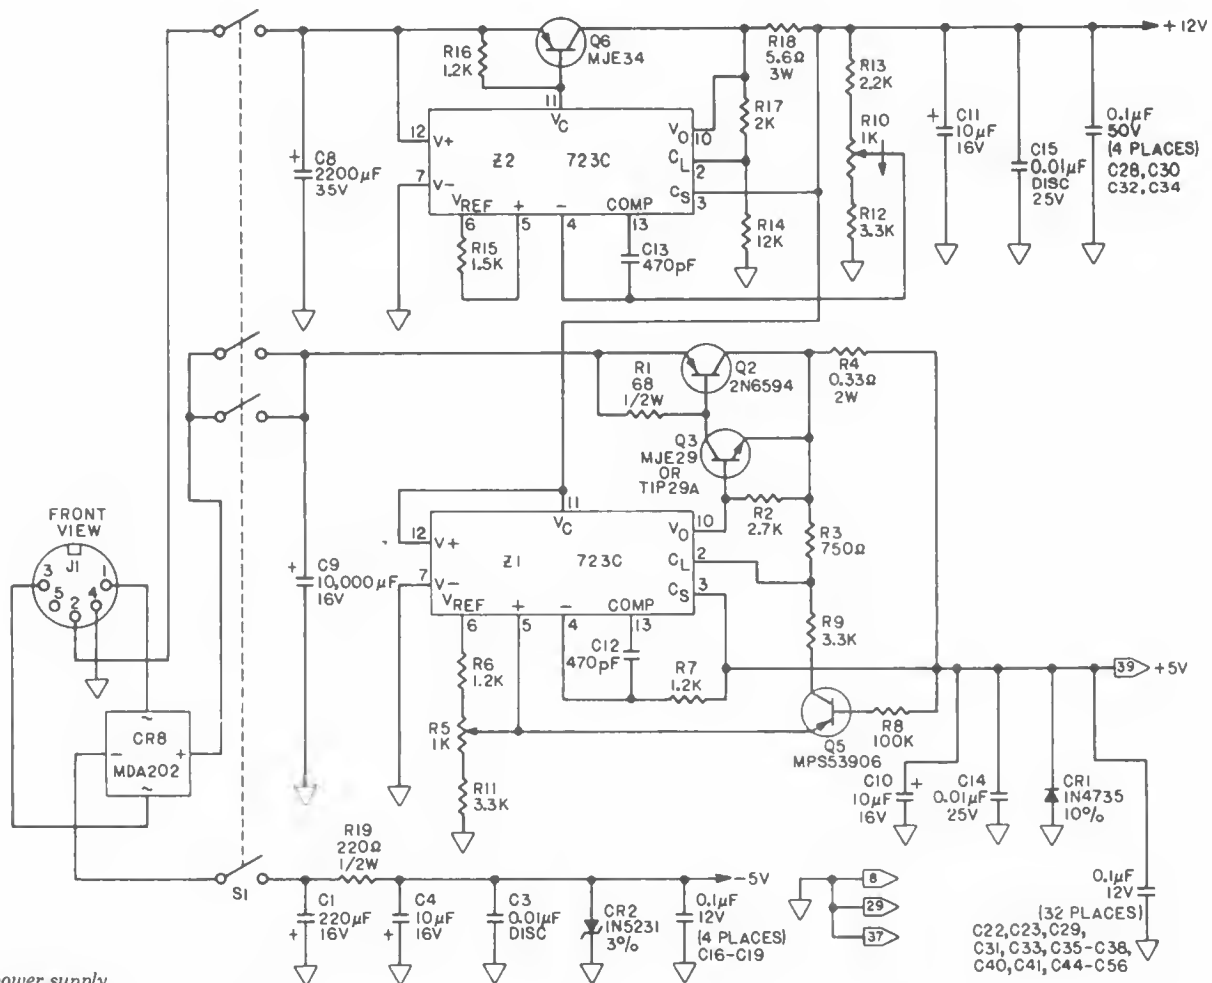 +12V
R16
1.2K
Q6
MJE34
R18
5.6Ω
3W
R13
2.2K
11
VC
12
V+
Z2
723C
VO
10
R17
2K
R10
1K
+
C11
10µF
16V
0.1µF
50V
(4 PLACES)
C28, C30
C32, C34
+
C8
2200µF
35V
CL
2
C15
0.01µF
DISC
25V
7
V-
CS
3
VREF
+
-
COMP
6
5
4
13
R15
1.5K
C13
470pF
R14
12K
R12
3.3K
R1
68
1/2W
Q2
2N6594
R4
0.33Ω
2W
Q3
MJE29
OR
TIP29A
FRONT
VIEW
J1
3
1
5
2
4
11
VC
12
V+
Z1
723C
VO
10
R2
2.7K
R3
750Ω
+
C9
10,000µF
16V
CL
2
7
V-
CS
3
VREF
+
-
COMP
6
5
4
13
C12
470pF
R9
3.3K
R6
1.2K
R7
1.2K
39
+5V
R5
1K
R8
100K
Q5
MPS53906
~
CR8
-
+
MDA202
~
R11
3.3K
C10
+
10µF
16V
C14
0.01µF
25V
CR1
1N4735
10%
R19
220Ω
1/2W
S1
-5V
C1
220µF
16V
+
C4
10µF
16V
+
C3
0.01µF
DISC
CR2
1N5231
3%
0.1µF
12V
(4 PLACES)
C16-C19
8
29
37
0.1µF
12V
(32 PLACES)
C22,C23,C29,
C31,C33,C35-C38,
C40,C41,C44-C56
power supply